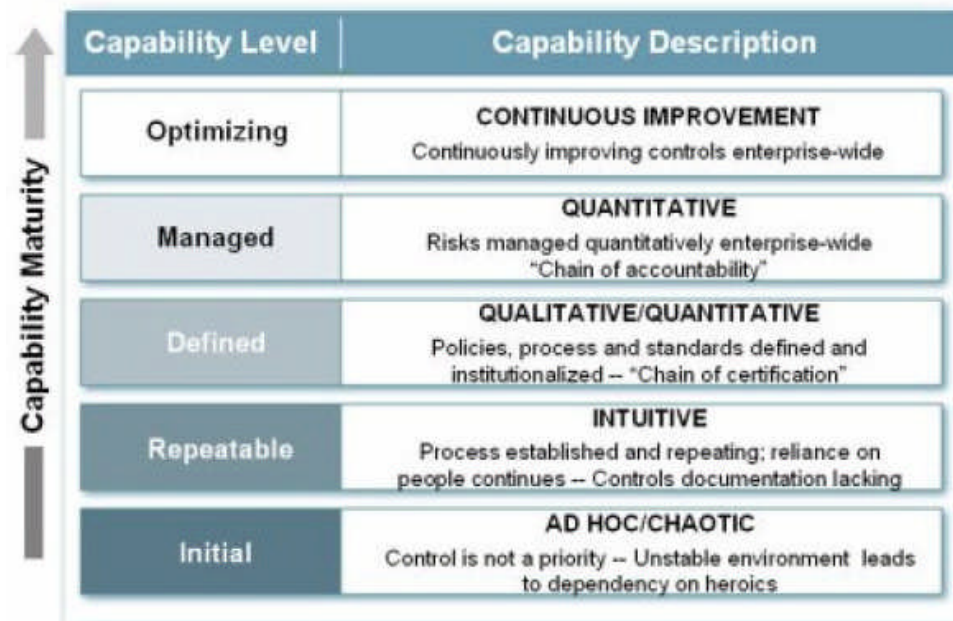 Capability Level
Capability Description
Capability Maturity
Optimizing
CONTINUOUS IMPROVEMENT
Continuously improving controls enterprise-wide
Managed
QUANTITATIVE
Risks managed quantitatively enterprise-wide
“Chain of accountability”
Defined
QUALITATIVE/QUANTITATIVE
Policies, process and standards defined and
institutionalized -- “Chain of certification”
Repeatable
INTUITIVE
Process established and repeating; reliance on
people continues -- Controls documentation lacking
Initial
AD HOC/CHAOTIC
Control is not a priority -- Unstable environment leads
to dependency on heroics